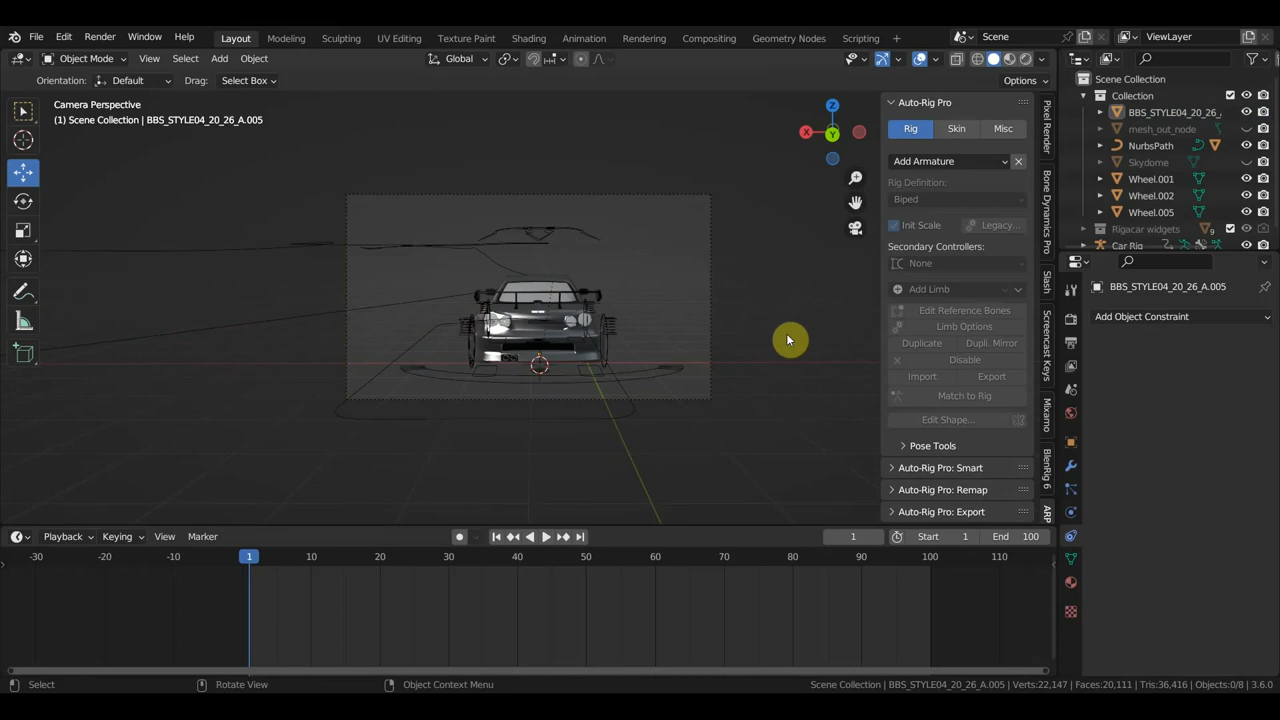 File Edit Render Window Help Layout Modeling Sculpting UV Editing Texture Paint Shading Animation Rendering Compositing Geometry Nodes Scripting + Scene ViewLayer
Object Mode View Select Add Object Global Options
Orientation: Default Drag: Select Box
Camera Perspective
(1) Scene Collection | BBS_STYLE04_20_26_A.005
X Y Z
Auto-Rig Pro
Rig Skin Misc
Add Armature
Rig Definition:
Biped
Init Scale Legacy...
Secondary Controllers:
None
Add Limb
Edit Reference Bones
Limb Options
Duplicate Dupli. Mirror
Disable
Import Export
Match to Rig
Edit Shape...
Pose Tools
Auto-Rig Pro: Smart
Auto-Rig Pro: Remap
Auto-Rig Pro: Export
Pixel Render
Bone Dynamics Pro
Slash
Screencast Keys
Mixamo
BlenRig 6
ARP
Scene Collection
Collection
BBS_STYLE04_20_26_
mesh_out_node
NurbsPath
Skydome
Wheel.001
Wheel.002
Wheel.005
Rigacar widgets 9
Car Rig
BBS_STYLE04_20_26_A.005
Add Object Constraint
Playback Keying View Marker 1 Start 1 End 100
-30 -20 -10 1 10 20 30 40 50 60 70 80 90 100 110
Select Rotate View Object Context Menu Scene Collection | BBS_STYLE04_20_26_A.005 | Verts:22,147 | Faces:20,111 | Tris:36,416 | Objects:0/8 | 3.6.0